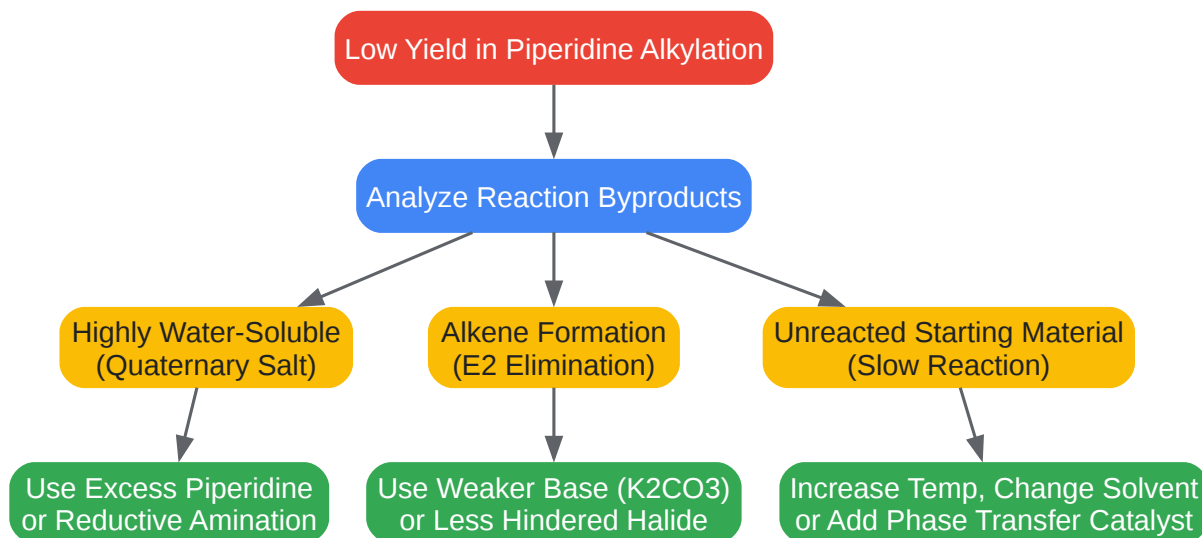 Low Yield in Piperidine Alkylation
Analyze Reaction Byproducts
Highly Water-Soluble
(Quaternary Salt)
Alkene Formation
(E2 Elimination)
Unreacted Starting Material
(Slow Reaction)
Use Excess Piperidine
or Reductive Amination
Use Weaker Base (K2CO3)
or Less Hindered Halide
Increase Temp, Change Solvent
or Add Phase Transfer Catalyst